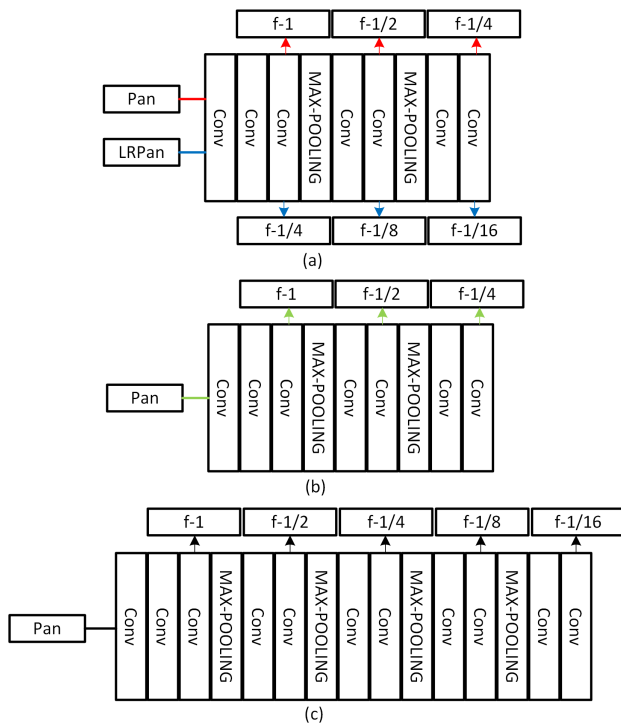 f-1 f-1/2 f-1/4
Pan
LRPan
Conv Conv Conv MAX-POOLING Conv Conv MAX-POOLING Conv Conv
f-1/4 f-1/8 f-1/16
(a)
f-1 f-1/2 f-1/4
Pan
Conv Conv Conv MAX-POOLING Conv Conv MAX-POOLING Conv Conv
(b)
f-1 f-1/2 f-1/4 f-1/8 f-1/16
Pan
Conv Conv Conv MAX-POOLING Conv Conv MAX-POOLING Conv Conv MAX-POOLING Conv Conv MAX-POOLING Conv Conv
(c)